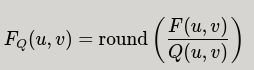 F_Q(u, v) = round ( F(u, v) / Q(u, v) )